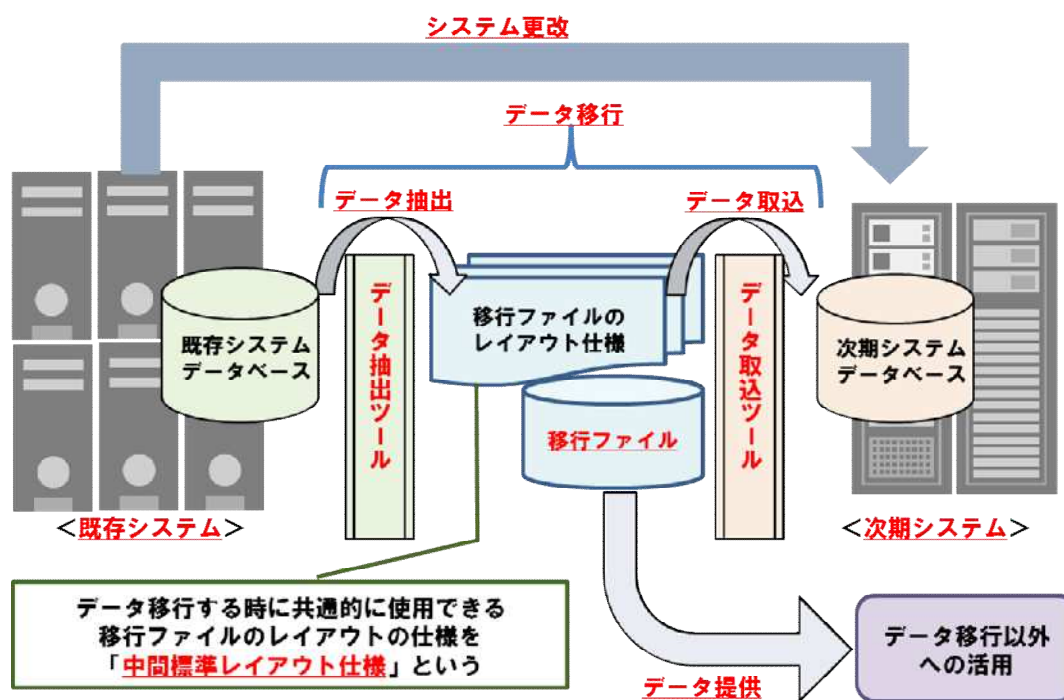 システム更改
データ移行
データ抽出
データ取込
既存システム
データベース
データ抽出ツール
移行ファイルの
レイアウト仕様
移行ファイル
データ取込ツール
次期システム
データベース
＜既存システム＞
＜次期システム＞
データ移行する時に共通的に使用できる
移行ファイルのレイアウトの仕様を
「中間標準レイアウト仕様」という
データ提供
データ移行以外
への活用